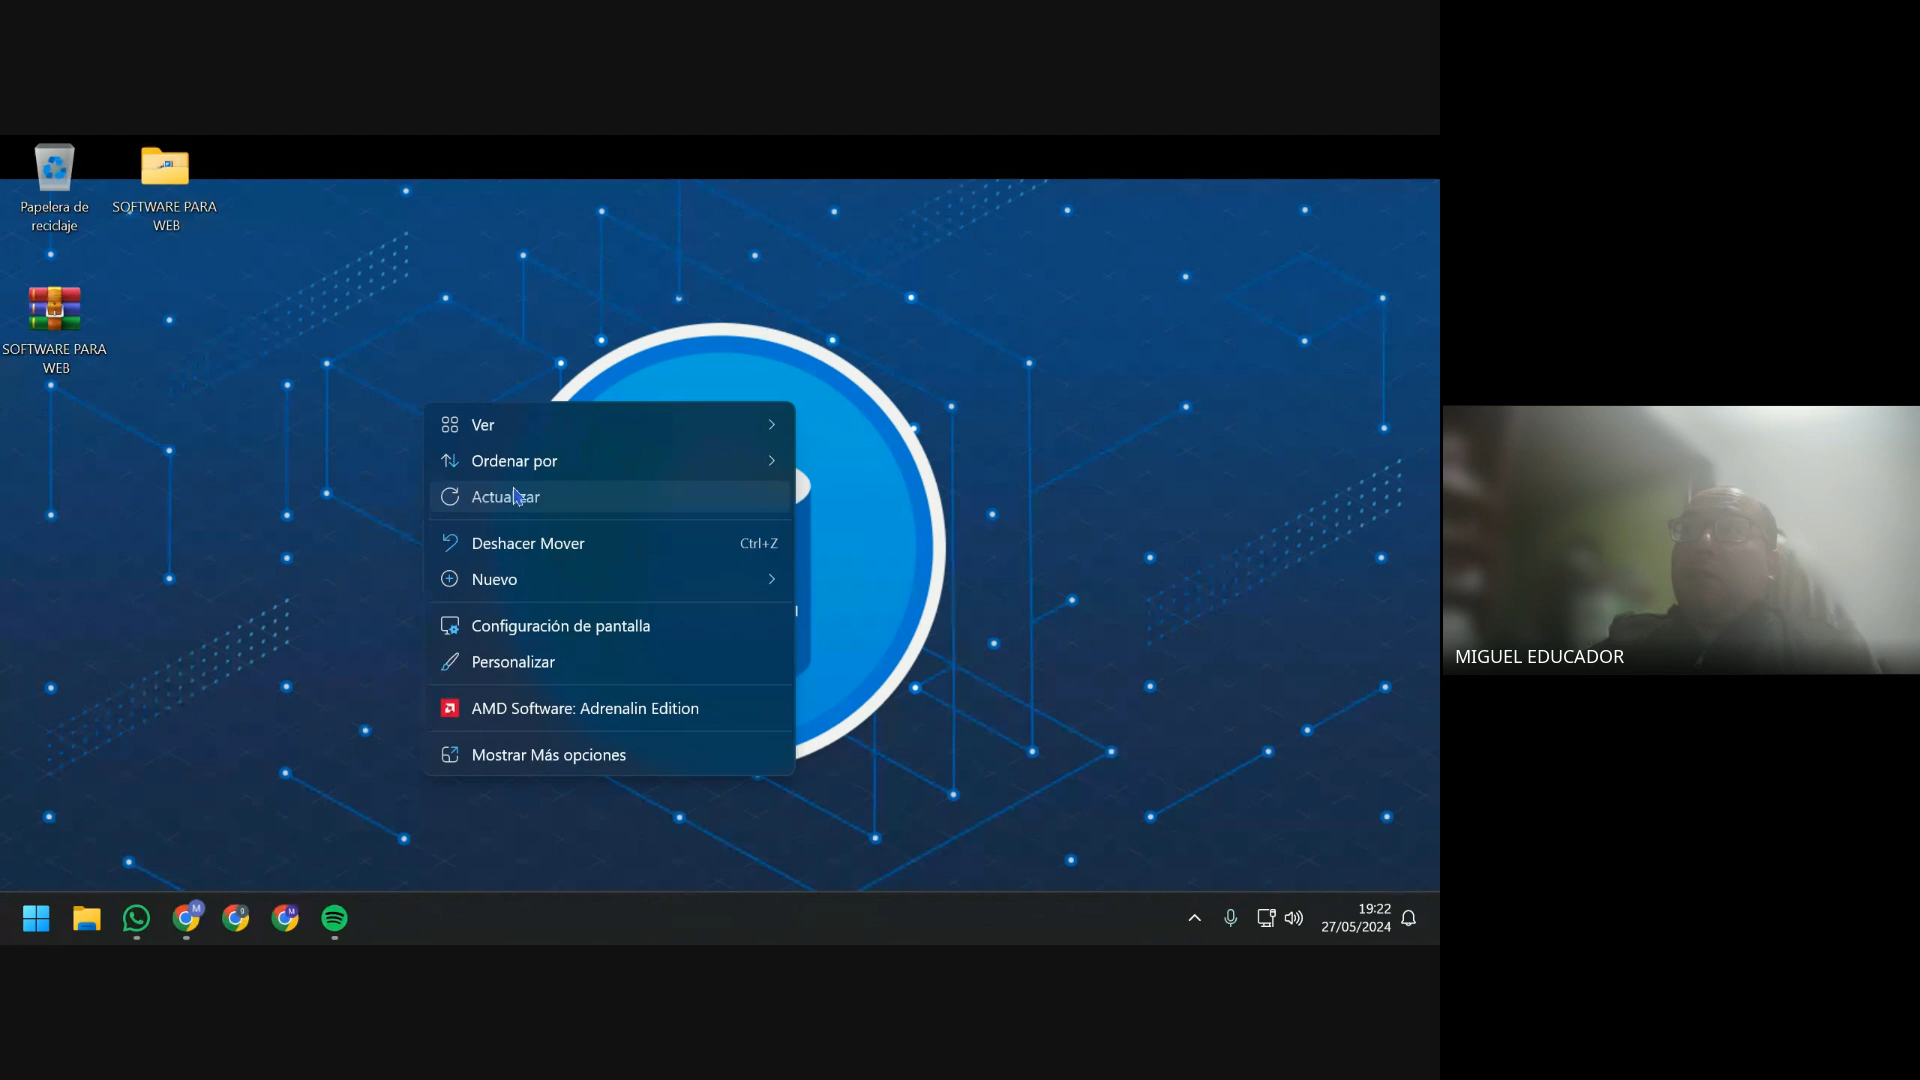 Papelera de
reciclaje
SOFTWARE PARA
WEB
SOFTWARE PARA
WEB
Ver
Ordenar por
Actualizar
Deshacer Mover Ctrl+Z
Nuevo
Configuración de pantalla
Personalizar
AMD Software: Adrenalin Edition
Mostrar Más opciones
MIGUEL EDUCADOR
M
9
M
19:22
27/05/2024